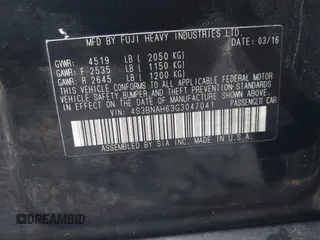 MFD BY FUJI HEAVY INDUSTRIES LTD.
GVWR: 4519 LB ( 2050 KG) 03/16
GAWR: F 2535 LB ( 1150 KG)
GAWR: R 2645 LB ( 1200 KG)
THIS VEHICLE CONFORMS TO ALL APPLICABLE FEDERAL MOTOR
VEHICLE SAFETY,BUMPER,AND THEFT PREVENTION STANDARDS
IN EFFECT ON THE DATE OF MANUFACTURE SHOWN ABOVE.
VIN: 4S3BNAH63G3047041 PASSENGER CAR
ASSEMBLED BY SIA INC. MADE IN U.S.A.
DREAMBID